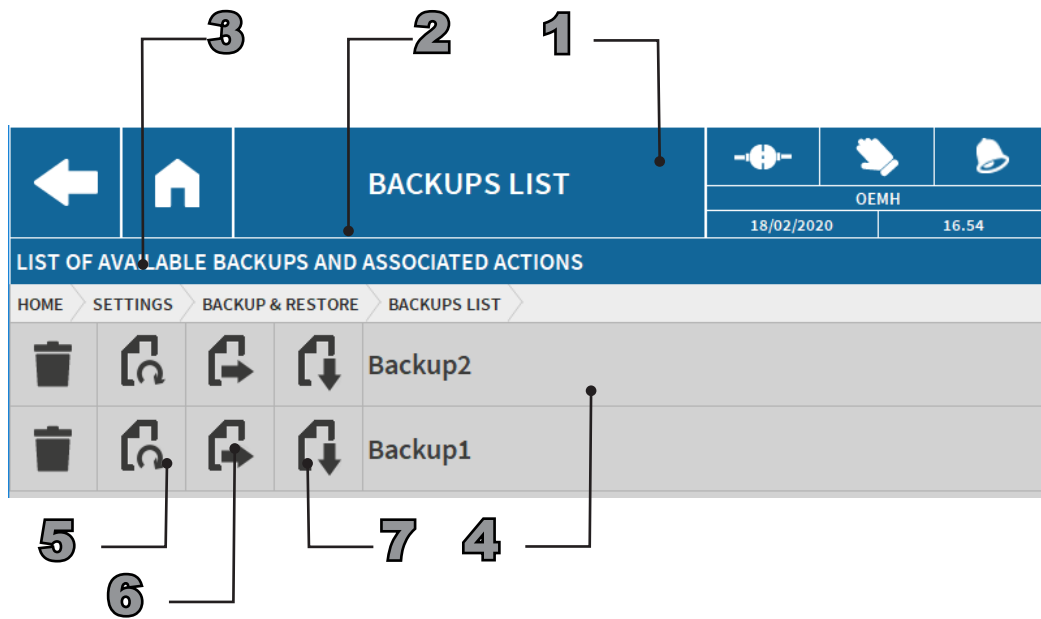 3 2 1
BACKUPS LIST
OEMH
18/02/2020 16.54
LIST OF AVAILABLE BACKUPS AND ASSOCIATED ACTIONS
HOME SETTINGS BACKUP & RESTORE BACKUPS LIST
Backup2
Backup1
5 7 4
6